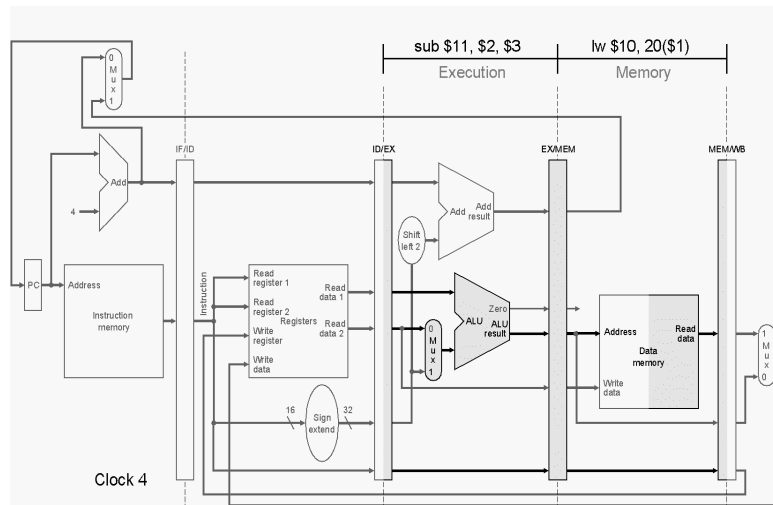 sub $11, $2, $3
lw $10, 20($1)
Execution
Memory
0
M
u
x
1
IF/ID
ID/EX
EX/MEM
MEM/WB
Add
4
Add
Add
result
Shift
left 2
PC
Address
Instruction
memory
Instruction
Read
register 1
Read
register 2
Registers
Write
register
Write
data
Read
data 1
Read
data 2
0
M
u
x
1
Zero
ALU
ALU
result
Address
Read
data
Data
memory
Write
data
1
M
u
x
0
16
Sign
extend
32
Clock 4